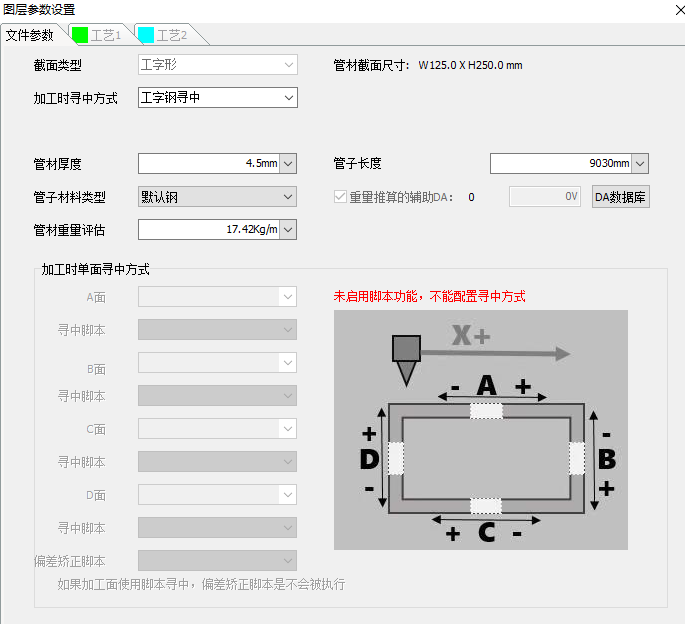 图层参数设置
文件参数 工艺1 工艺2
截面类型 工字形 管材截面尺寸: W125.0 X H250.0 mm
加工时寻中方式 工字钢寻中
管材厚度 4.5mm 管子长度 9030mm
管子材料类型 默认钢 重量推算的辅助DA: 0 0V DA数据库
管材重量评估 17.42Kg/m
加工时单面寻中方式
A面
寻中脚本
B面
寻中脚本
C面
寻中脚本
D面
寻中脚本
偏差矫正脚本
如果加工面使用脚本寻中，偏差矫正脚本是不会被执行
未启用脚本功能，不能配置寻中方式
X+
- A +
+ D -
- B +
+ C -